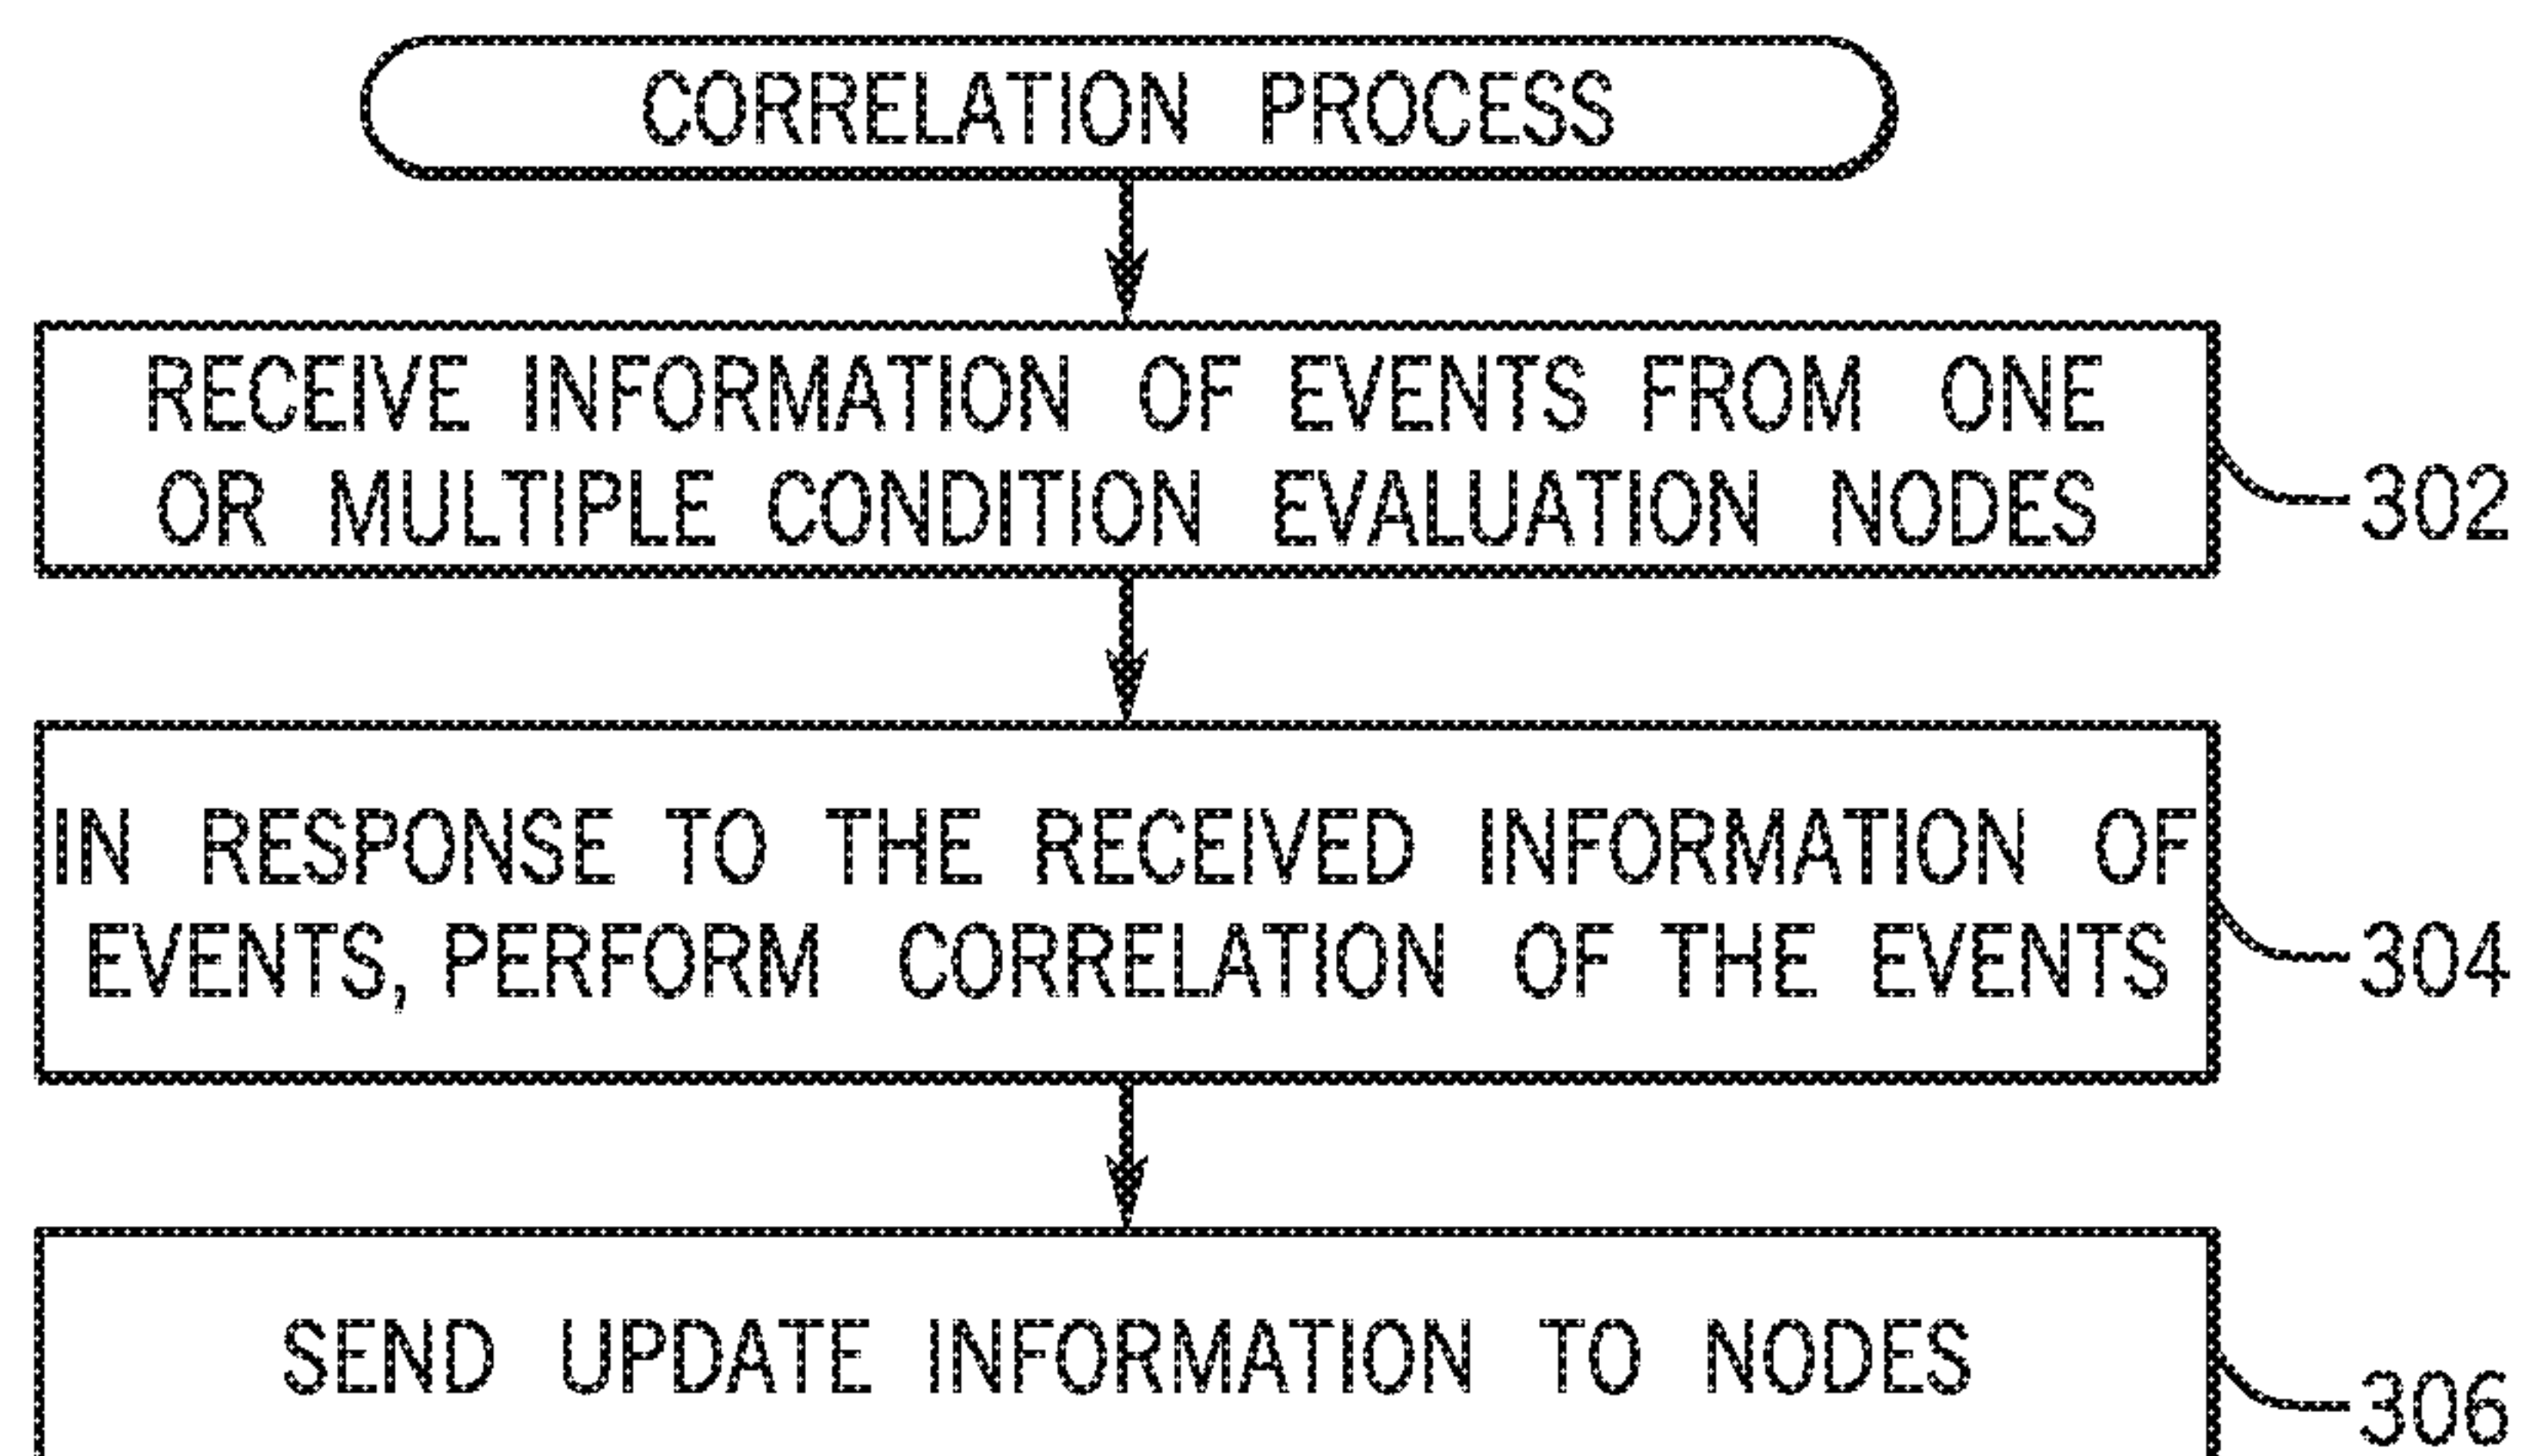 CORRELATION PROCESS
RECEIVE INFORMATION OF EVENTS FROM ONE
OR MULTIPLE CONDITION EVALUATION NODES
302
IN RESPONSE TO THE RECEIVED INFORMATION OF
EVENTS, PERFORM CORRELATION OF THE EVENTS
304
SEND UPDATE INFORMATION TO NODES
306